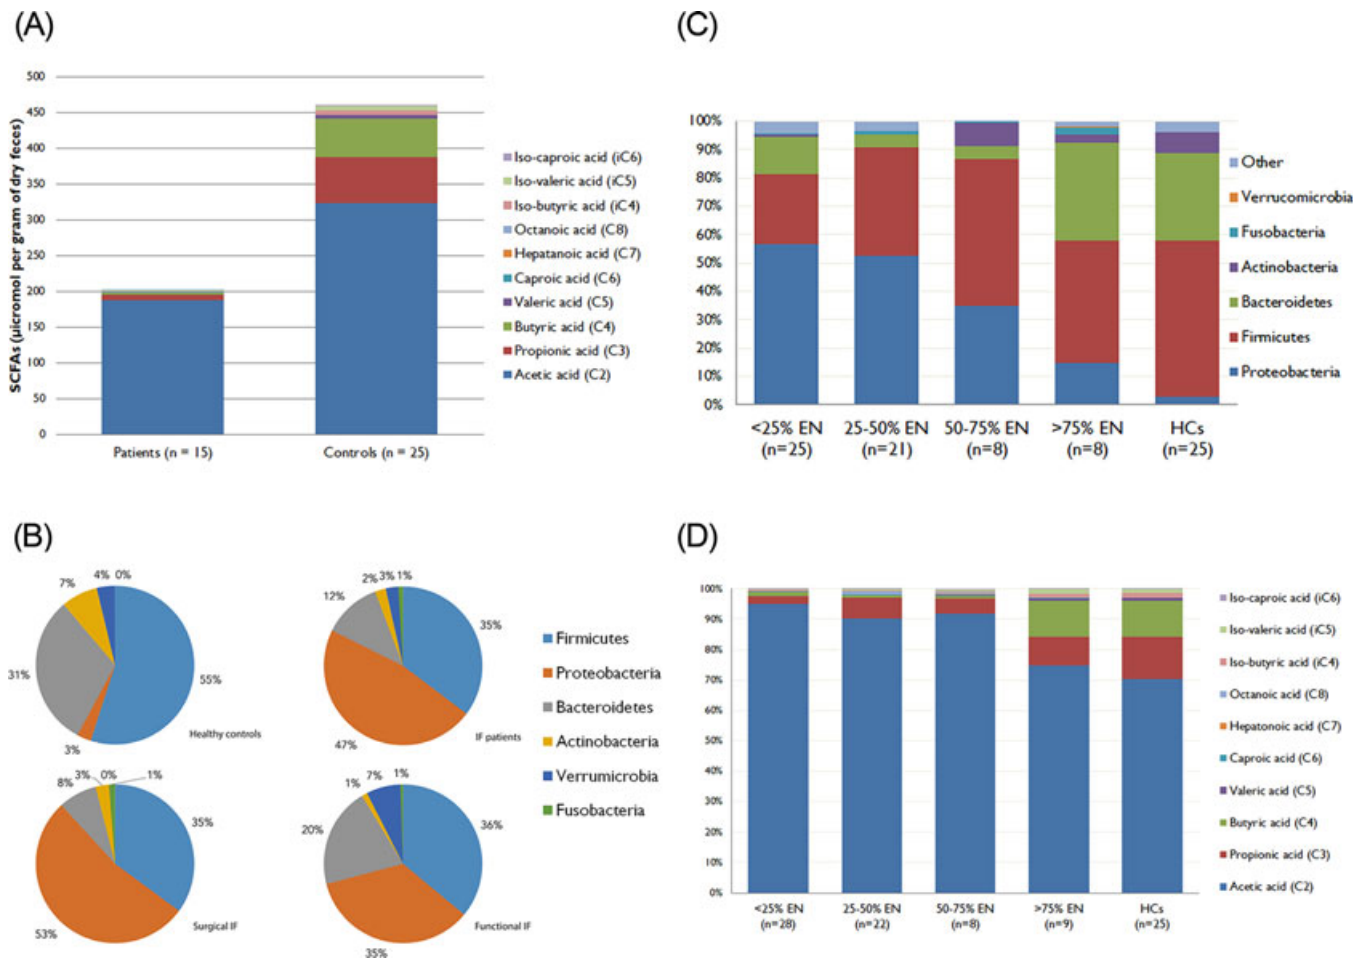 (A)
500
450
400
350
300
250
200
150
100
50
0
SCFAs (µicromol per gram of dry feces)
Patients (n = 15)
Controls (n = 25)
Iso-caproic acid (iC6)
Iso-valeric acid (iC5)
Iso-butyric acid (iC4)
Octanoic acid (C8)
Hepatanoic acid (C7)
Caproic acid (C6)
Valeric acid (C5)
Butyric acid (C4)
Propionic acid (C3)
Acetic acid (C2)
(C)
100%
90%
80%
70%
60%
50%
40%
30%
20%
10%
0%
<25% EN
(n=25)
25-50% EN
(n=21)
50-75% EN
(n=8)
>75% EN
(n=8)
HCs
(n=25)
Other
Verrucomicrobia
Fusobacteria
Actinobacteria
Bacteroidetes
Firmicutes
Proteobacteria
(B)
7%
4%
0%
31%
55%
3%
Healthy controls
12%
2%
3%
1%
35%
47%
IF patients
8%
3%
0%
1%
35%
53%
Surgical IF
20%
1%
7%
1%
36%
35%
Functional IF
Firmicutes
Proteobacteria
Bacteroidetes
Actinobacteria
Verrumicrobia
Fusobacteria
(D)
100%
90%
80%
70%
60%
50%
40%
30%
20%
10%
0%
<25% EN
(n=28)
25-50% EN
(n=22)
50-75% EN
(n=8)
>75% EN
(n=9)
HCs
(n=25)
Iso-caproic acid (iC6)
Iso-valeric acid (iC5)
Iso-butyric acid (iC4)
Octanoic acid (C8)
Hepatonoic acid (C7)
Caproic acid (C6)
Valeric acid (C5)
Butyric acid (C4)
Propionic acid (C3)
Acetic acid (C2)